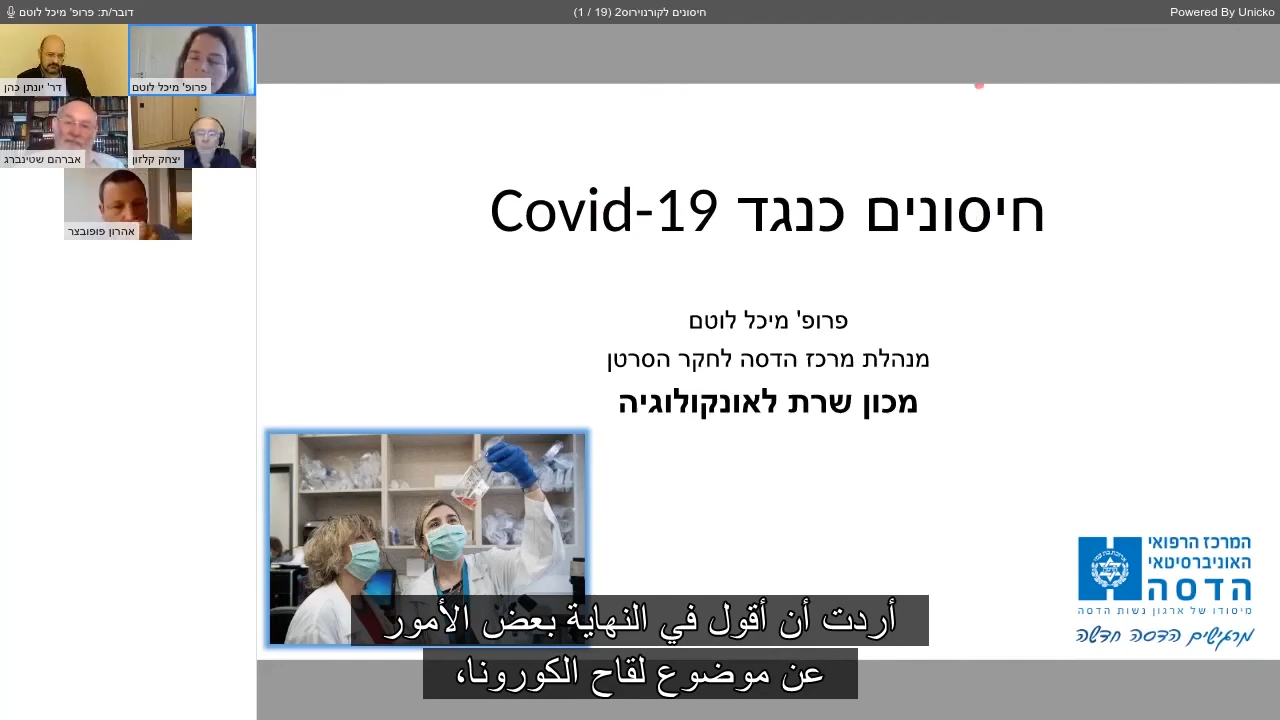 דובר/ת: פרופ' מיכל לוטם
חיסונים לקורנוירוס2 (19 / 1)
Powered By Unicko
דר' יונתן כהן
פרופ' מיכל לוטם
אברהם שטינברג
יצחק קלזון
אהרון פופובצר
חיסונים כנגד Covid-19
פרופ' מיכל לוטם
מנהלת מרכז הדסה לחקר הסרטן
מכון שרת לאונקולוגיה
המרכז הרפואי
האוניברסיטאי
הדסה
מיסודו של ארגון נשות הדסה
מרגישים הדסה חדשה
أردت أن أقول في النهاية بعض الأمور
عن موضوع لقاح الكورونا،